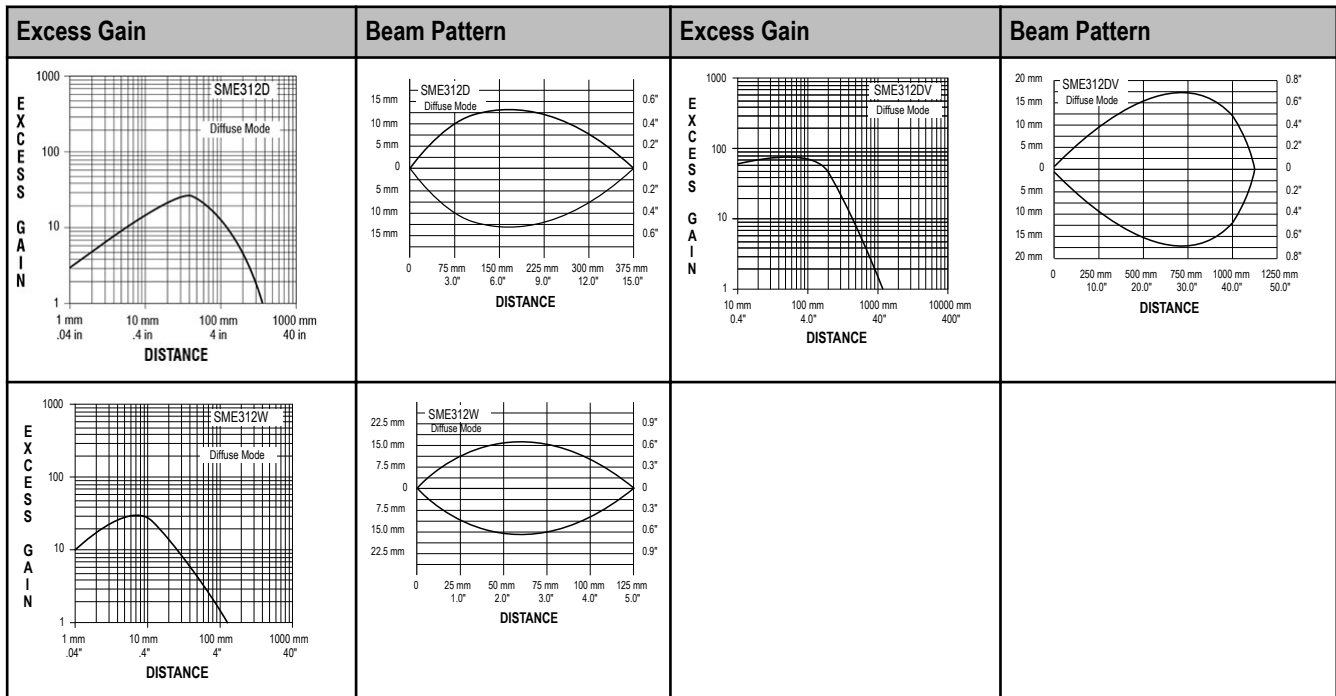 Excess Gain
Beam Pattern
Excess Gain
Beam Pattern
EXCESS GAIN
1000
100
10
1
SME312D
Diffuse Mode
1 mm 10 mm 100 mm 1000 mm
.04 in .4 in 4 in 40 in
DISTANCE
SME312D
Diffuse Mode
15 mm
10 mm
5 mm
0
5 mm
10 mm
15 mm
0.6"
0.4"
0.2"
0
0.2"
0.4"
0.6"
0 75 mm 150 mm 225 mm 300 mm 375 mm
3.0" 6.0" 9.0" 12.0" 15.0"
DISTANCE
EXCESS GAIN
1000
100
10
1
SME312DV
Diffuse Mode
10 mm 100 mm 1000 mm 10000 mm
0.4" 4.0" 40" 400"
DISTANCE
SME312DV
Diffuse Mode
20 mm
15 mm
10 mm
5 mm
0
5 mm
10 mm
15 mm
20 mm
0.8"
0.6"
0.4"
0.2"
0
0.2"
0.4"
0.6"
0.8"
0 250 mm 500 mm 750 mm 1000 mm 1250 mm
10.0" 20.0" 30.0" 40.0" 50.0"
DISTANCE
EXCESS GAIN
1000
100
10
1
SME312W
Diffuse Mode
1 mm 10 mm 100 mm 1000 mm
.04" .4" 4" 40"
DISTANCE
SME312W
Diffuse Mode
22.5 mm
15.0 mm
7.5 mm
0
7.5 mm
15.0 mm
22.5 mm
0.9"
0.6"
0.3"
0
0.3"
0.6"
0.9"
0 25 mm 50 mm 75 mm 100 mm 125 mm
1.0" 2.0" 3.0" 4.0" 5.0"
DISTANCE